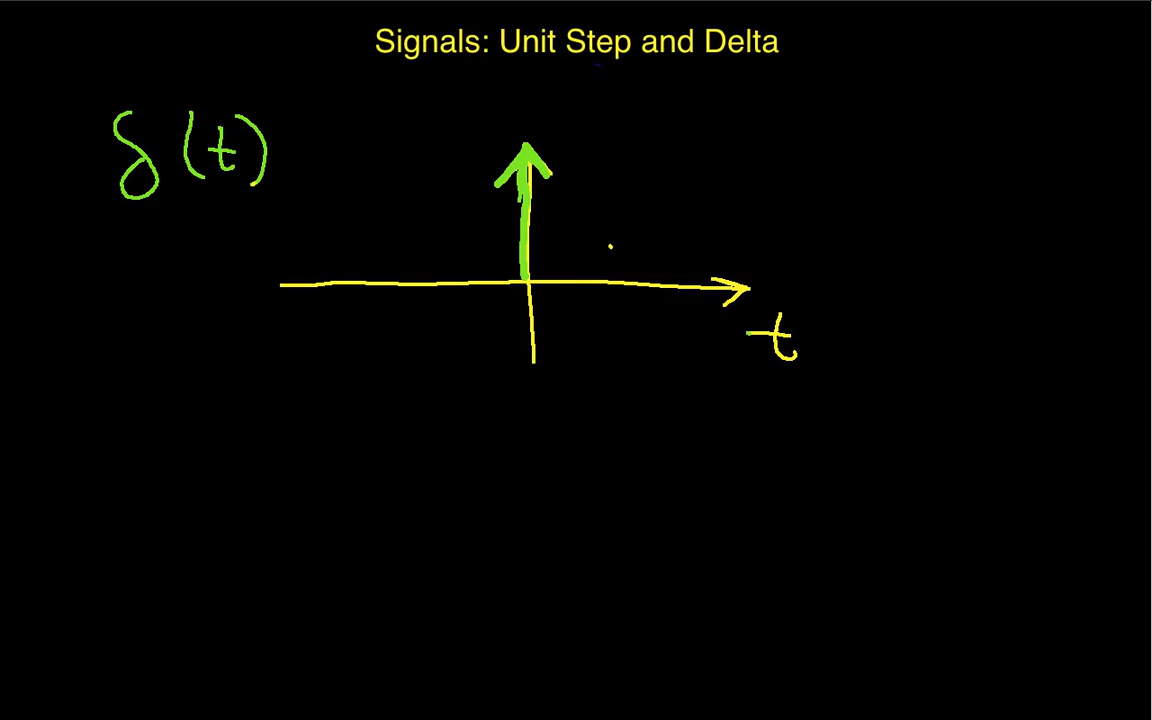 Signals: Unit Step and Delta
δ(t)
t